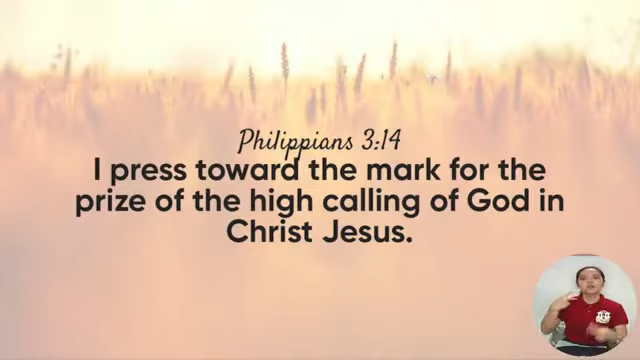 Philippians 3:14
I press toward the mark for the
prize of the high calling of God in
Christ Jesus.